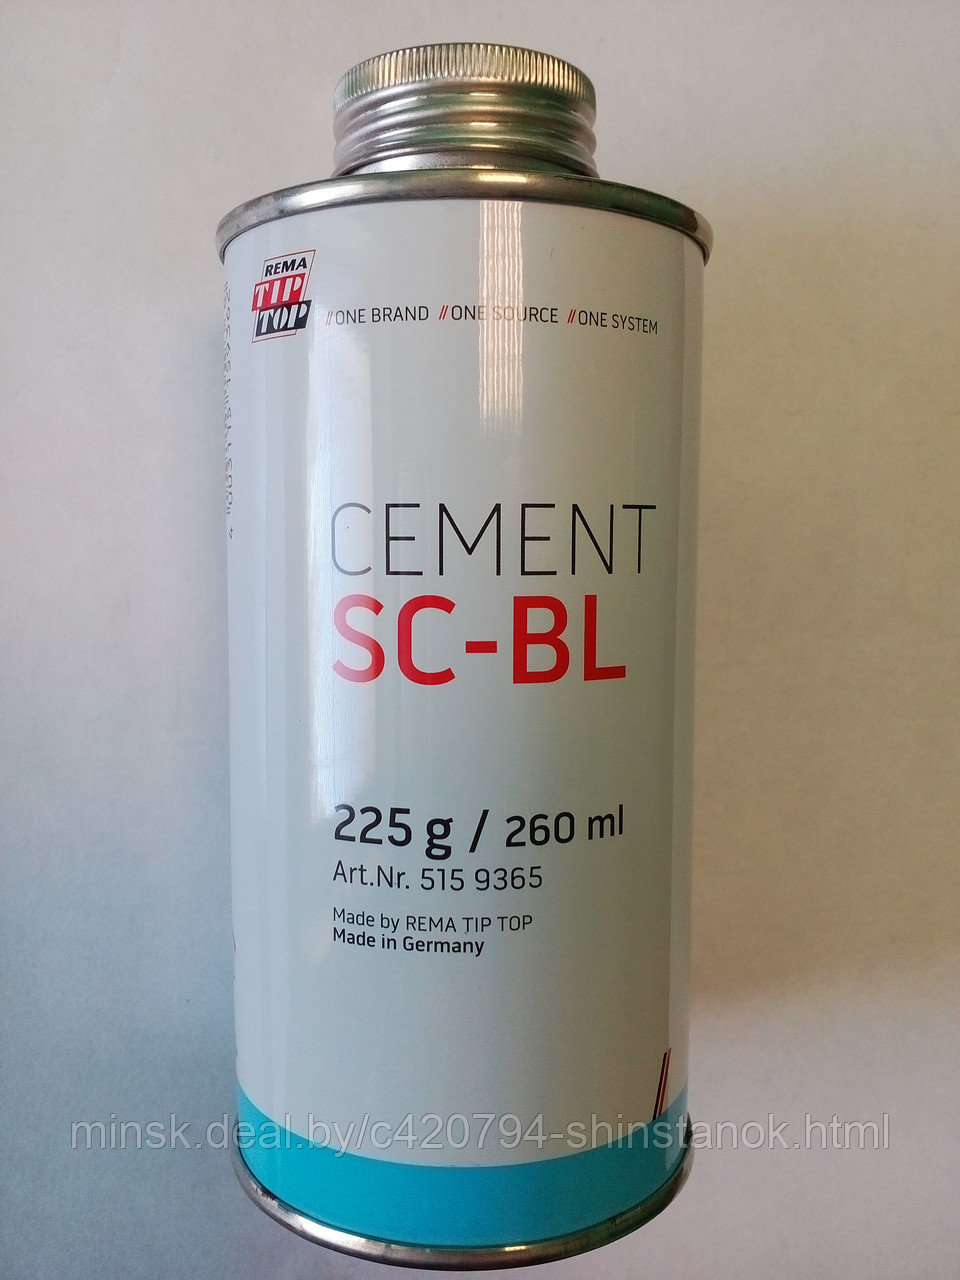 REMA
TIP
TOP
//ONE BRAND //ONE SOURCE //ONE SYSTEM
CEMENT
SC-BL
225 g / 260 ml
Art.Nr. 515 9365
Made by REMA TIP TOP
Made in Germany
minsk.deal.by/c420794-shinstanok.html